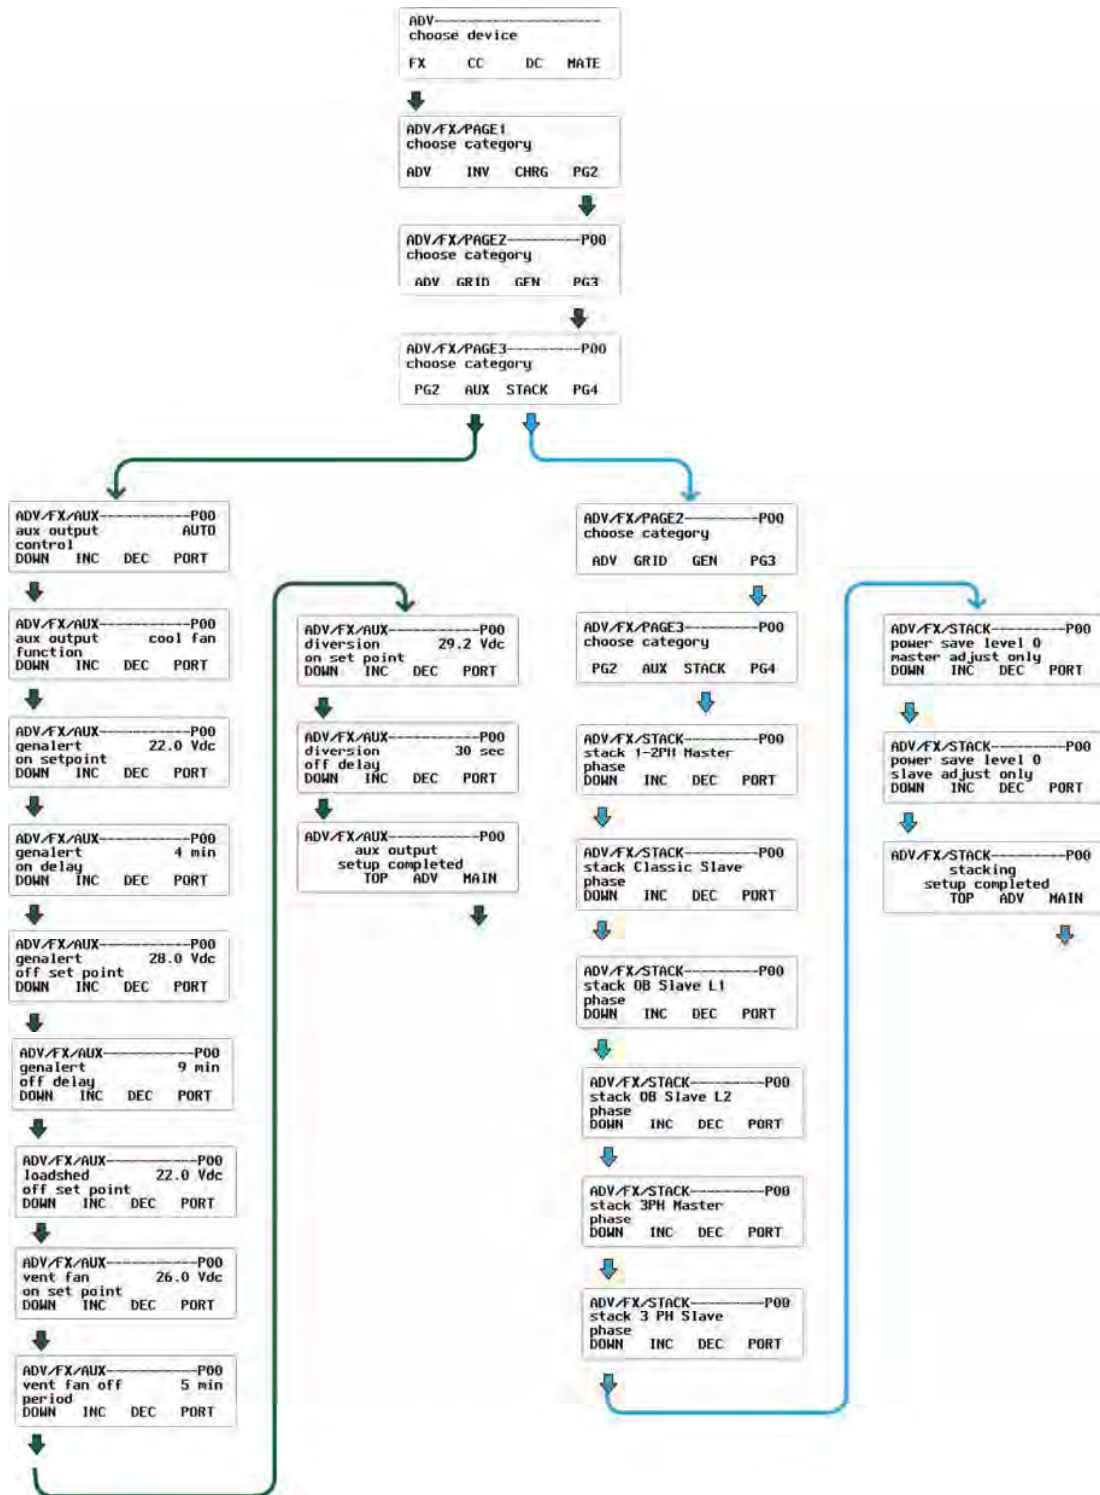 ADV---------------------
choose device
FX CC DC MATE
ADV/FX/PAGE1
choose category
ADV INV CHRG PG2
ADV/FX/PAGE2----------P00
choose category
ADV GRID GEN PG3
ADV/FX/PAGE3----------P00
choose category
PG2 AUX STACK PG4
ADV/FX/AUX-------------P00
aux output AUTO
control
DOWN INC DEC PORT
ADV/FX/AUX-------------P00
aux output cool fan
function
DOWN INC DEC PORT
ADV/FX/AUX-------------P00
genalert 22.0 Vdc
on setpoint
DOWN INC DEC PORT
ADV/FX/AUX-------------P00
genalert 4 min
on delay
DOWN INC DEC PORT
ADV/FX/AUX-------------P00
genalert 28.0 Vdc
off set point
DOWN INC DEC PORT
ADV/FX/AUX-------------P00
genalert 9 min
off delay
DOWN INC DEC PORT
ADV/FX/AUX-------------P00
loadshed 22.0 Vdc
off set point
DOWN INC DEC PORT
ADV/FX/AUX-------------P00
vent fan 26.0 Vdc
on set point
DOWN INC DEC PORT
ADV/FX/AUX-------------P00
vent fan off 5 min
period
DOWN INC DEC PORT
ADV/FX/AUX-------------P00
diversion 29.2 Vdc
on set point
DOWN INC DEC PORT
ADV/FX/AUX-------------P00
diversion 30 sec
off delay
DOWN INC DEC PORT
ADV/FX/AUX-------------P00
aux output
setup completed
TOP ADV MAIN
ADV/FX/PAGE2----------P00
choose category
ADV GRID GEN PG3
ADV/FX/PAGE3----------P00
choose category
PG2 AUX STACK PG4
ADV/FX/STACK----------P00
stack 1-2PH Master
phase
DOWN INC DEC PORT
ADV/FX/STACK----------P00
stack Classic Slave
phase
DOWN INC DEC PORT
ADV/FX/STACK----------P00
stack OB Slave L1
phase
DOWN INC DEC PORT
ADV/FX/STACK----------P00
stack OB Slave L2
phase
DOWN INC DEC PORT
ADV/FX/STACK----------P00
stack 3PH Master
phase
DOWN INC DEC PORT
ADV/FX/STACK----------P00
stack 3 PH Slave
phase
DOWN INC DEC PORT
ADV/FX/STACK----------P00
power save level 0
master adjust only
DOWN INC DEC PORT
ADV/FX/STACK----------P00
power save level 0
slave adjust only
DOWN INC DEC PORT
ADV/FX/STACK----------P00
stacking
setup completed
TOP ADV MAIN